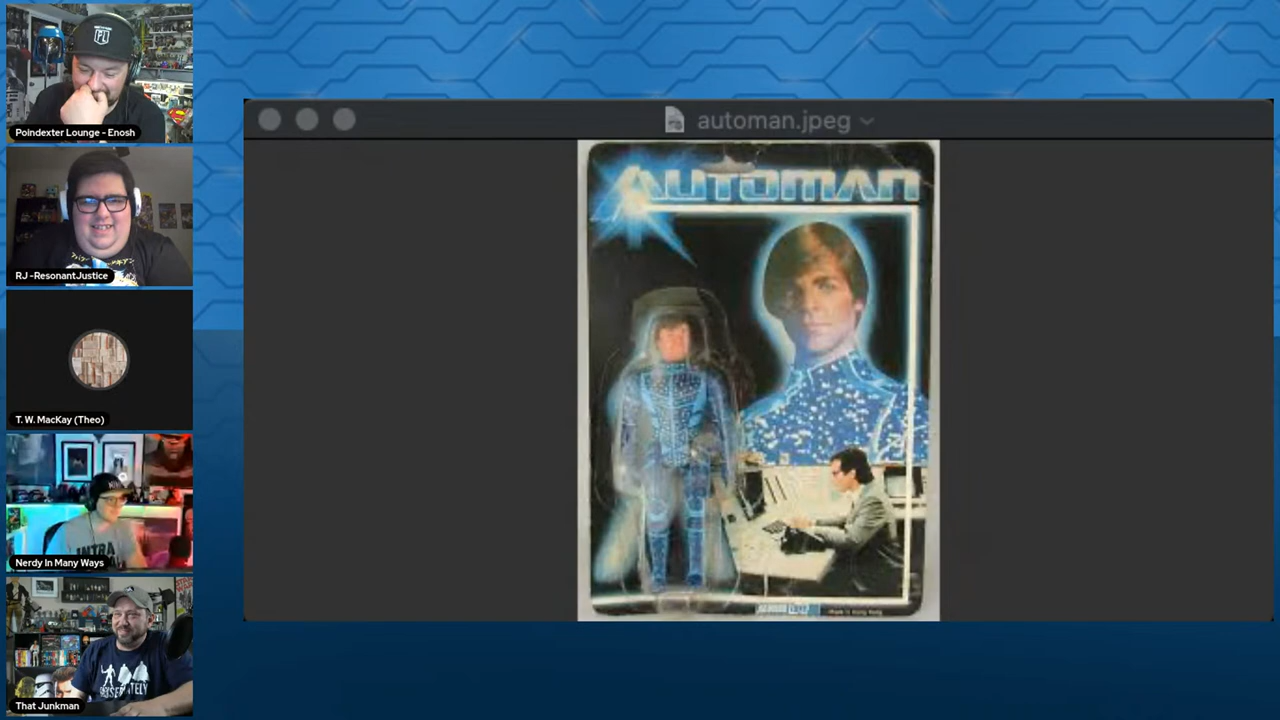 Poindexter Lounge - Enosh
RJ -ResonantJustice
T. W. MacKay (Theo)
Nerdy In Many Ways
That Junkman
automan.jpeg
AUTOMAN